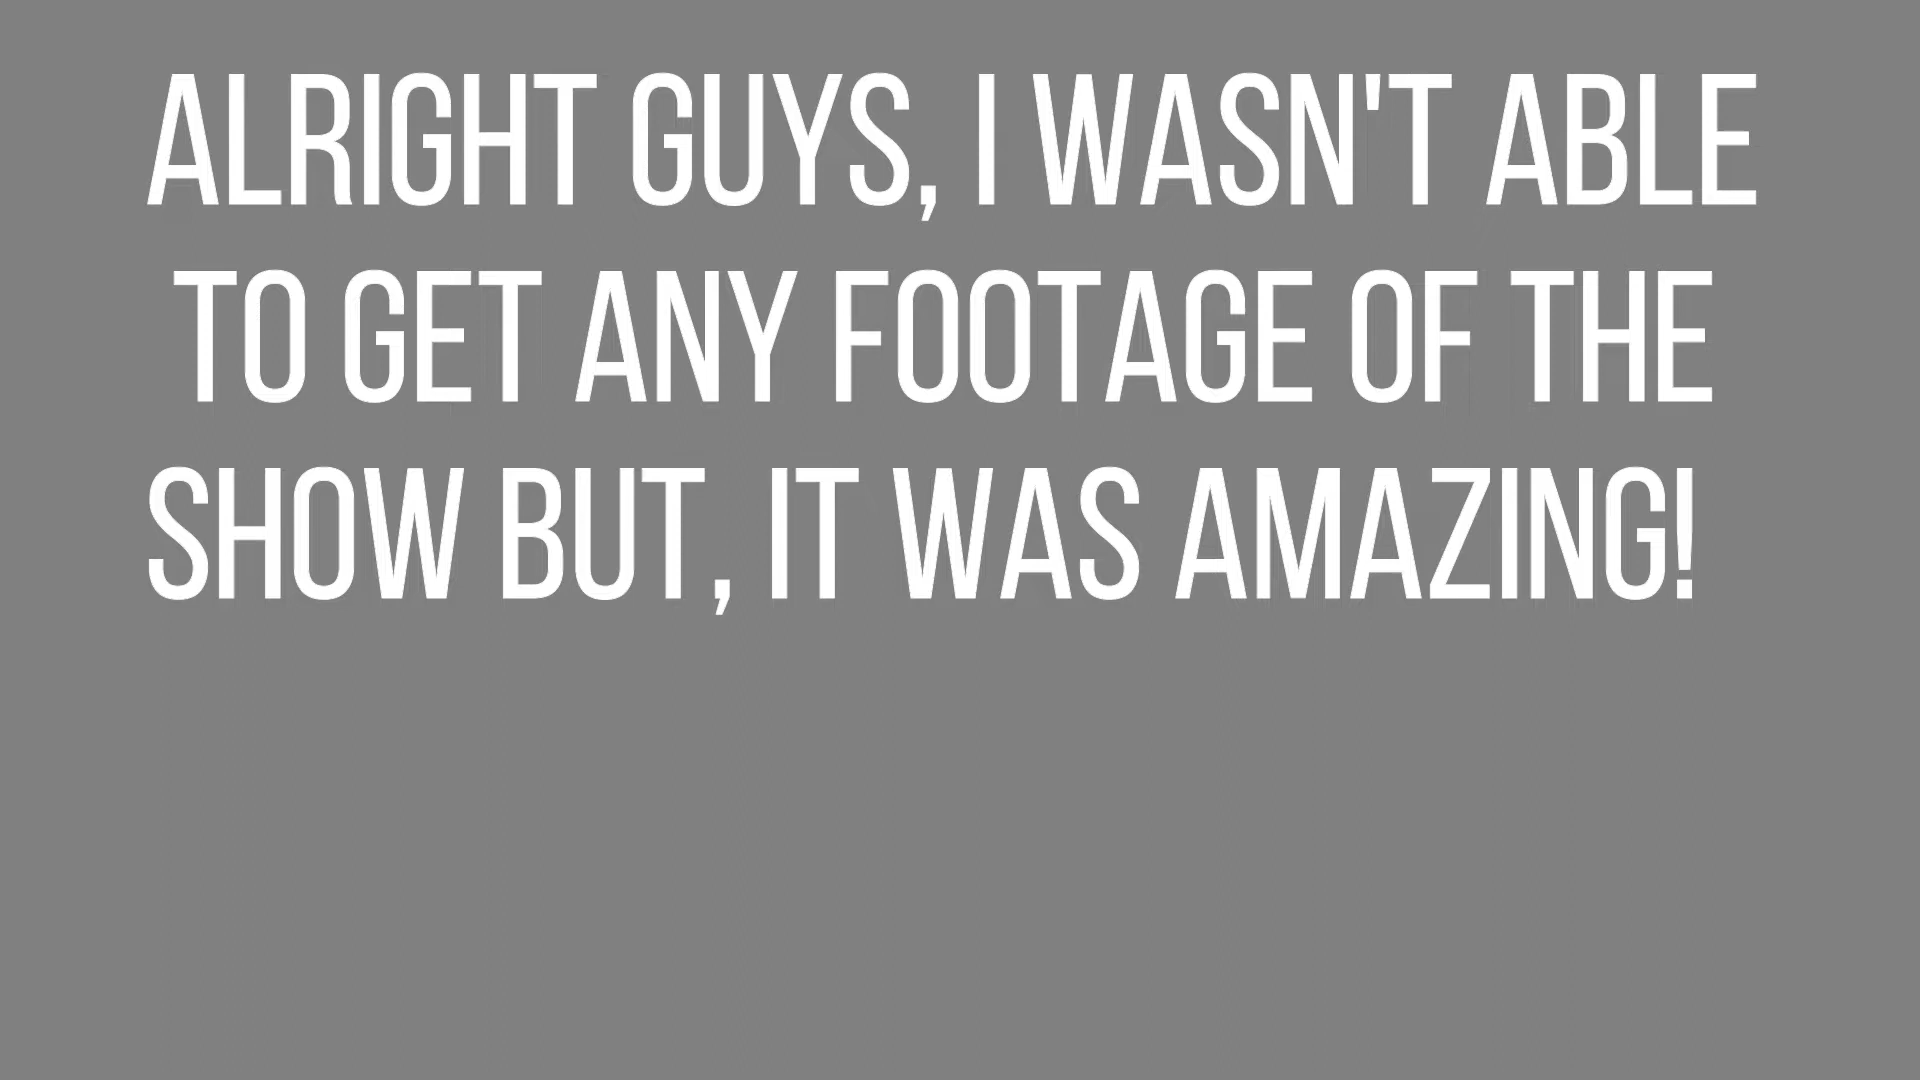 ALRIGHT GUYS, I WASN'T ABLE
TO GET ANY FOOTAGE OF THE
SHOW BUT, IT WAS AMAZING!